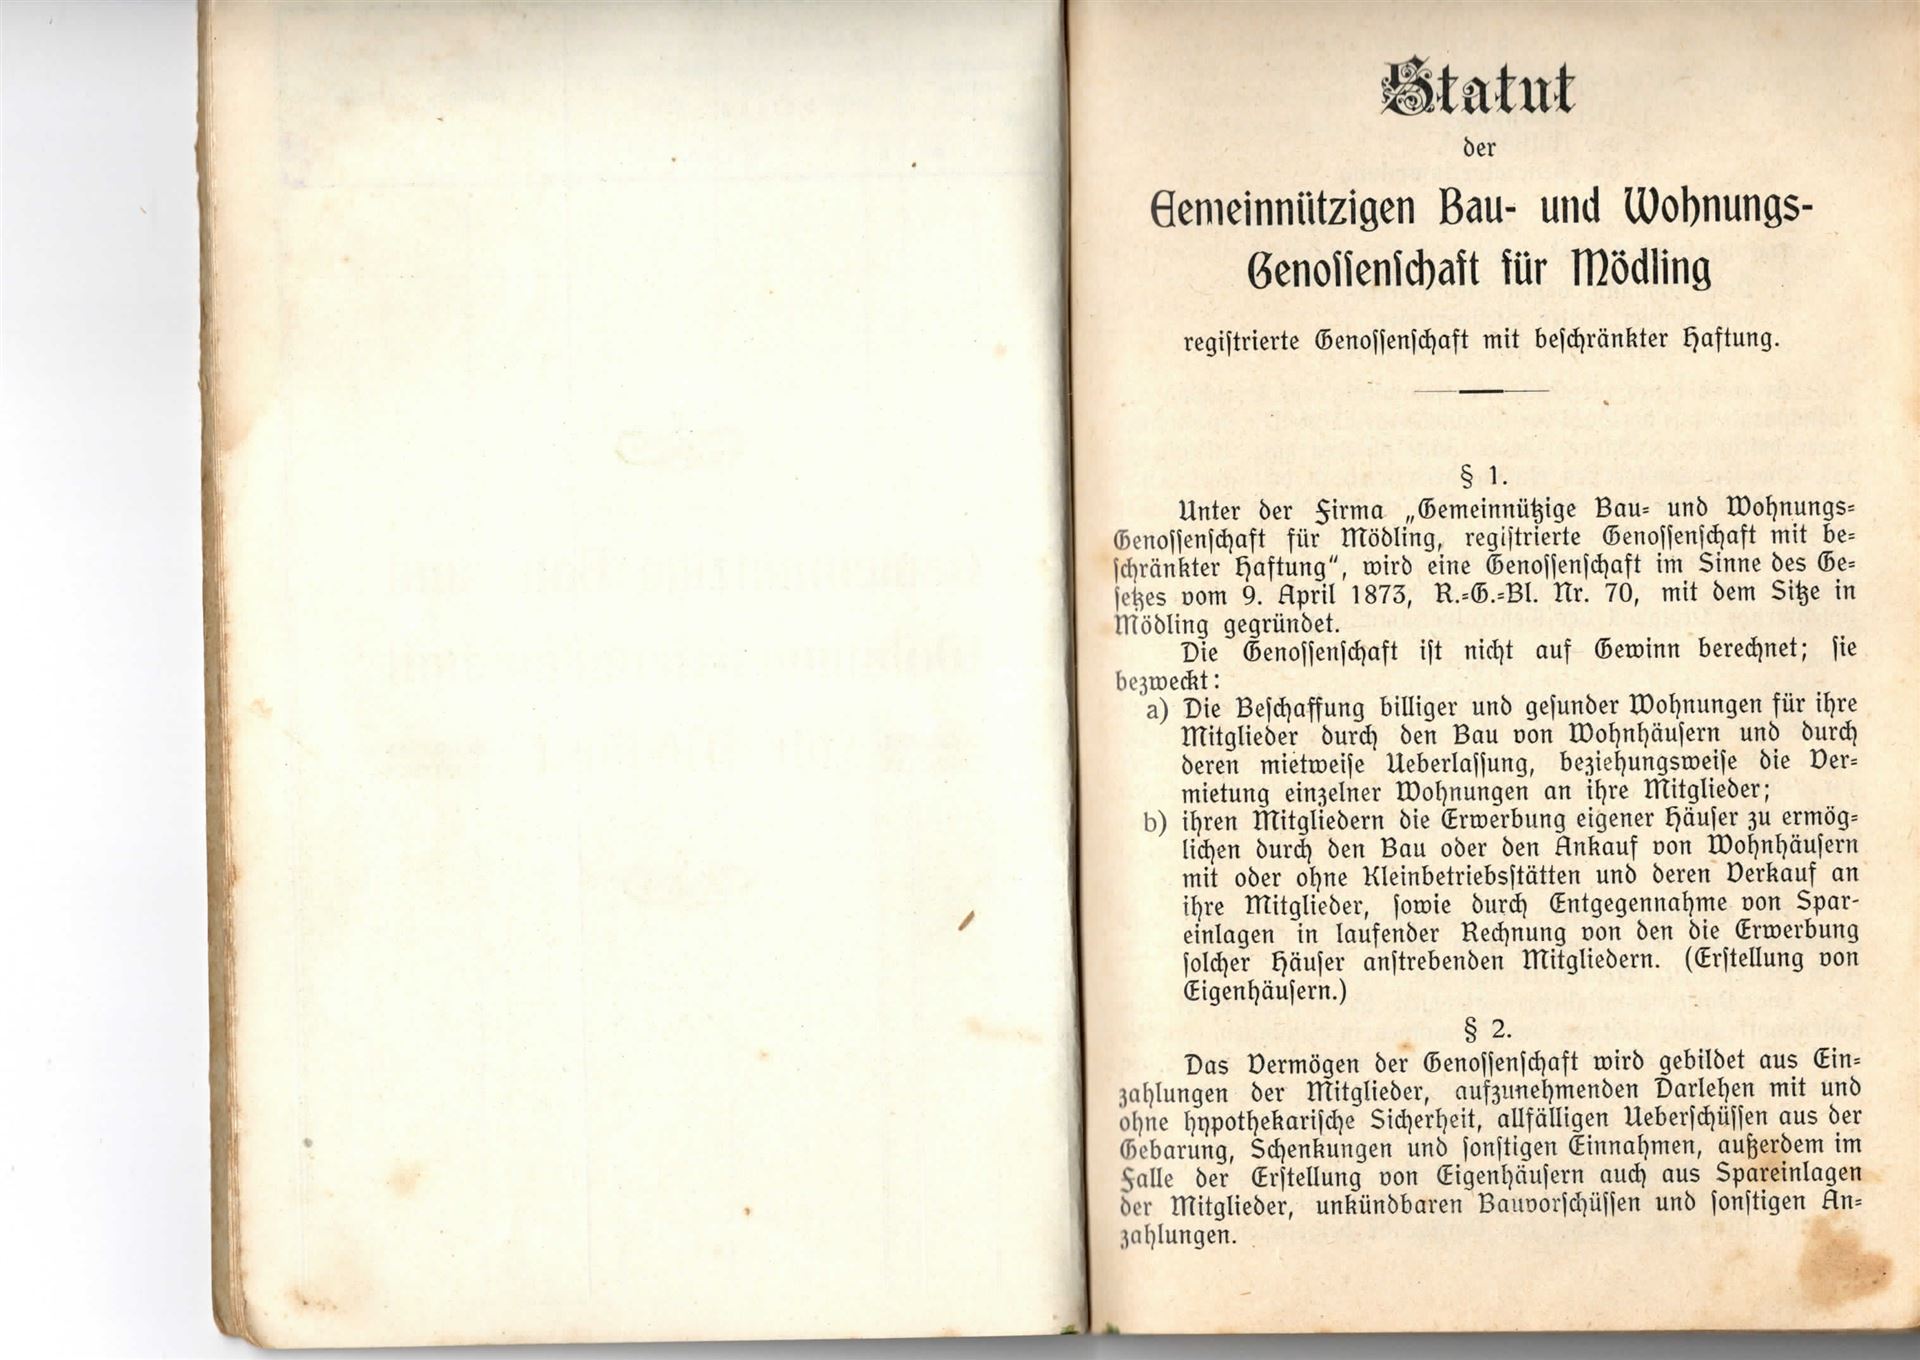 Statut
der
Gemeinnützigen Bau- und Wohnungs-
Genossenschaft für Mödling
registrierte Genossenschaft mit beschränkter Haftung.
§ 1.
Unter der Firma „Gemeinnützige Bau- und Wohnungs-
Genossenschaft für Mödling, registrierte Genossenschaft mit be-
schränkter Haftung“, wird eine Genossenschaft im Sinne des Ge-
setzes vom 9. April 1873, R.-G.-Bl. Nr. 70, mit dem Sitze in
Mödling gegründet.
Die Genossenschaft ist nicht auf Gewinn berechnet; sie
bezweckt:
a) Die Beschaffung billiger und gesunder Wohnungen für ihre
Mitglieder durch den Bau von Wohnhäusern und durch
deren mietweise Ueberlassung, beziehungsweise die Ver-
mietung einzelner Wohnungen an ihre Mitglieder;
b) ihren Mitgliedern die Erwerbung eigener Häuser zu ermög-
lichen durch den Bau oder den Ankauf von Wohnhäusern
mit oder ohne Kleinbetriebsstätten und deren Verkauf an
ihre Mitglieder, sowie durch Entgegennahme von Spar-
einlagen in laufender Rechnung von den die Erwerbung
solcher Häuser anstrebenden Mitgliedern. (Erstellung von
Eigenhäusern.)
§ 2.
Das Vermögen der Genossenschaft wird gebildet aus Ein-
zahlungen der Mitglieder, aufzunehmenden Darlehen mit und
ohne hypothekarische Sicherheit, allfälligen Ueberschüssen aus der
Gebarung, Schenkungen und sonstigen Einnahmen, außerdem im
Falle der Erstellung von Eigenhäusern auch aus Spareinlagen
der Mitglieder, unkündbaren Bauvorschüssen und sonstigen An-
zahlungen.